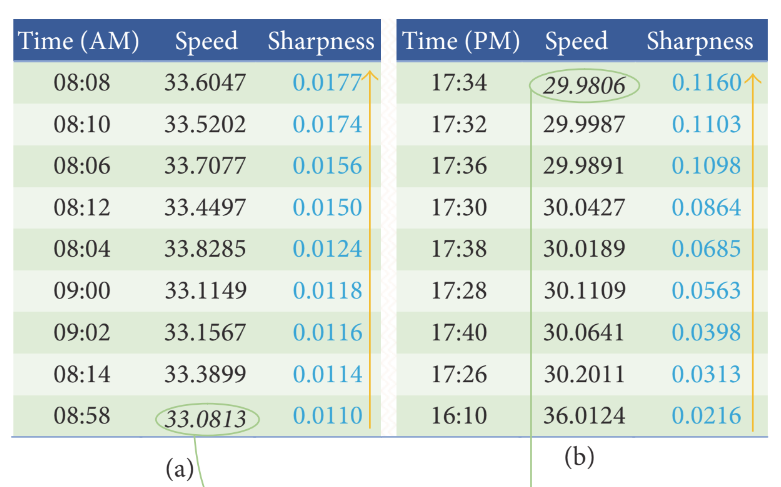 Time (AM) Speed Sharpness Time (PM) Speed Sharpness
08:08 33.6047 0.0177 17:34 29.9806 0.1160
08:10 33.5202 0.0174 17:32 29.9987 0.1103
08:06 33.7077 0.0156 17:36 29.9891 0.1098
08:12 33.4497 0.0150 17:30 30.0427 0.0864
08:04 33.8285 0.0124 17:38 30.0189 0.0685
09:00 33.1149 0.0118 17:28 30.1109 0.0563
09:02 33.1567 0.0116 17:40 30.0641 0.0398
08:14 33.3899 0.0114 17:26 30.2011 0.0313
08:58 33.0813 0.0110 16:10 36.0124 0.0216
(a) (b)